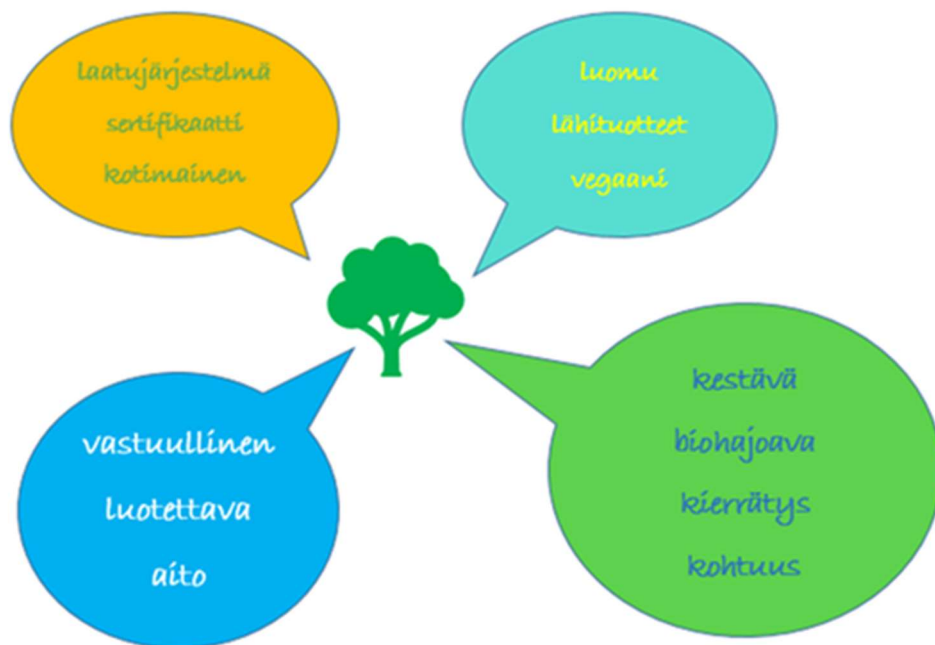 laatujärjestelmä
sertifikaatti
kotimainen
luomu
lähituotteet
vegaani
vastuullinen
luotettava
aito
kestävä
biohajoava
kierrätys
kohtuus